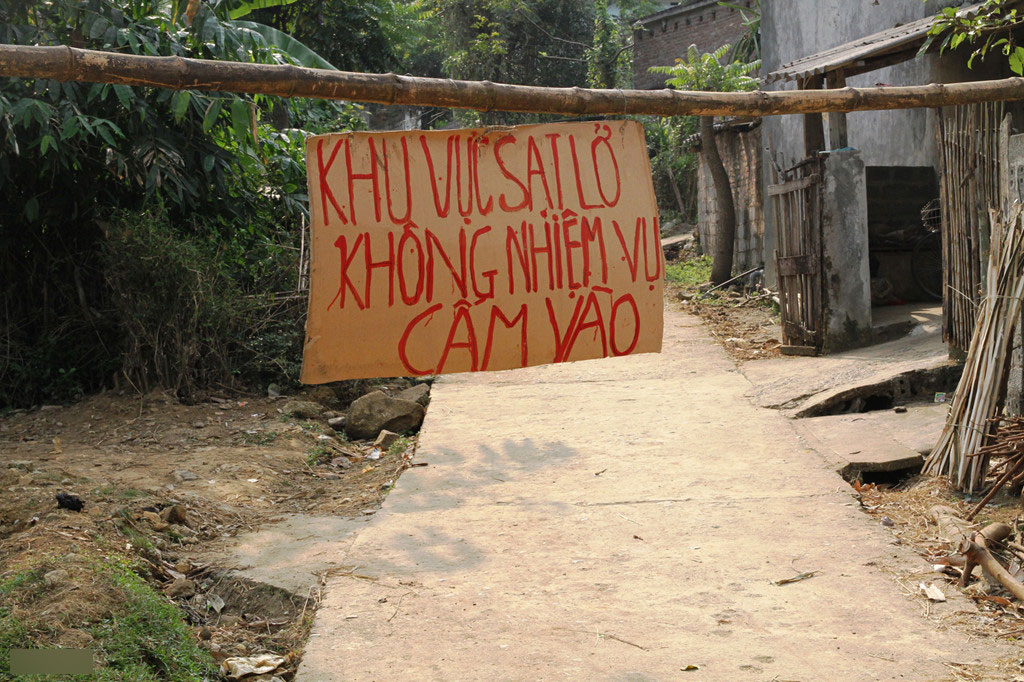 KHU VỰC SẠT LỞ
KHÔNG NHIỆM VỤ
CẤM VÀO